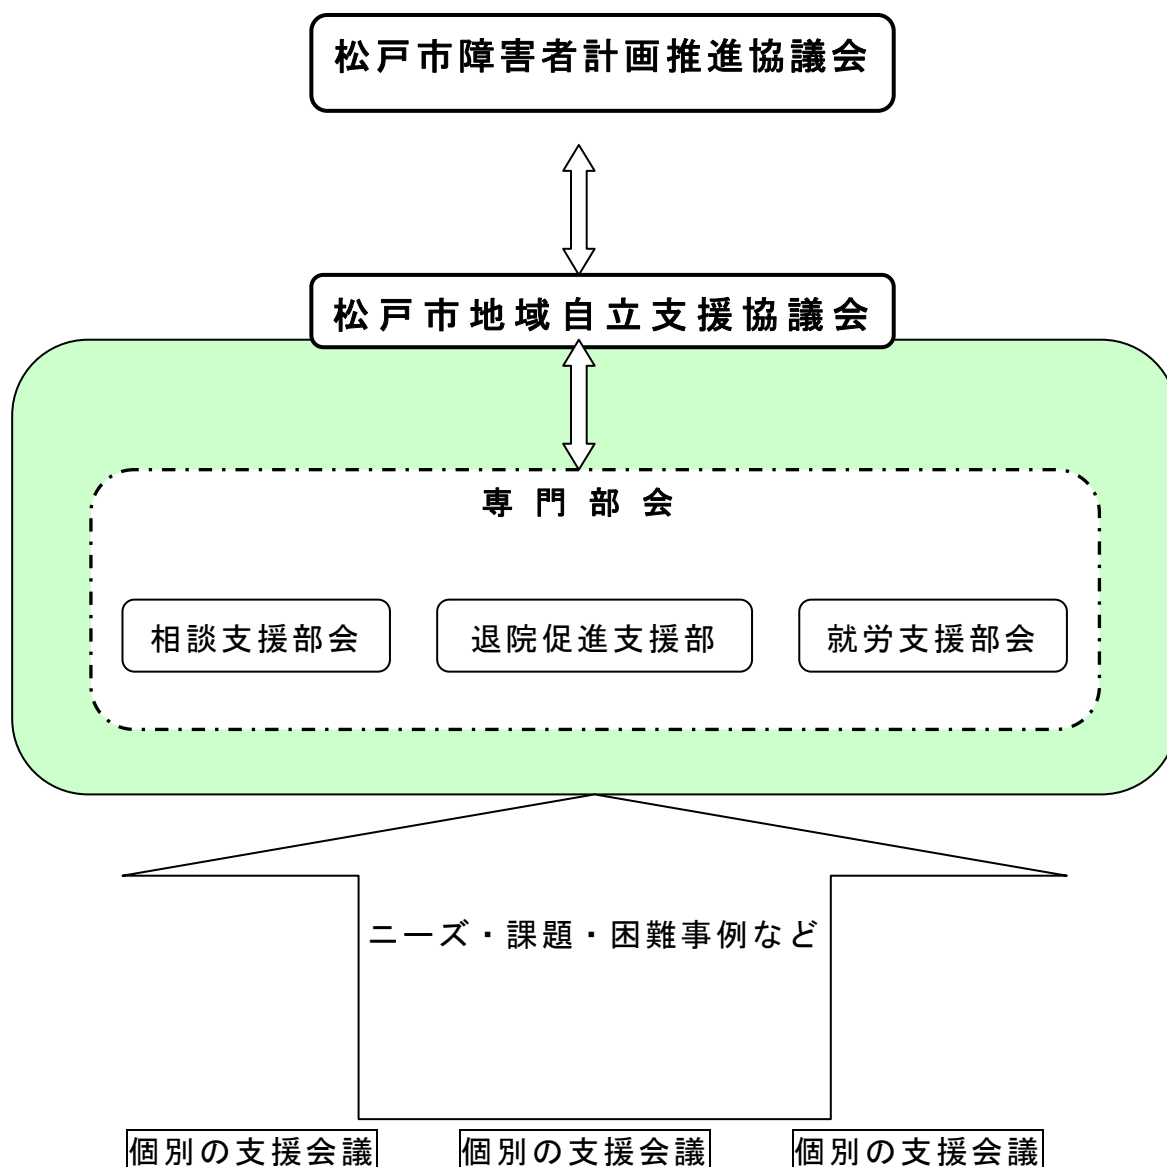 松戸市障害者計画推進協議会
松戸市地域自立支援協議会
専門部会
相談支援部会
退院促進支援部
就労支援部会
ニーズ・課題・困難事例など
個別の支援会議
個別の支援会議
個別の支援会議